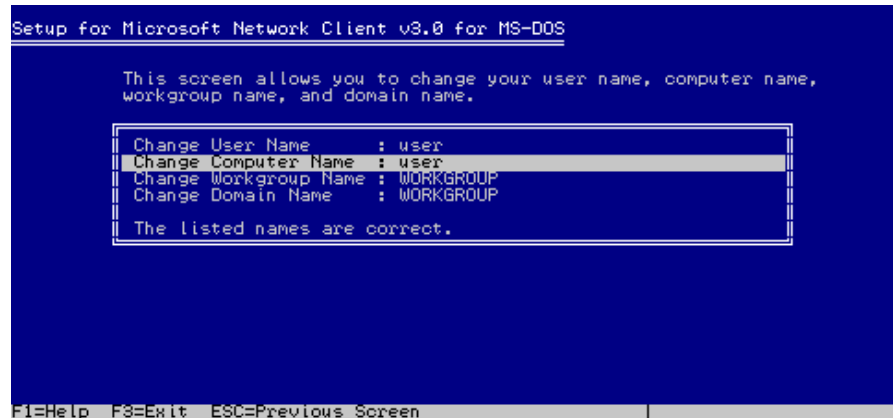 Setup for Microsoft Network Client v3.0 for MS-DOS
This screen allows you to change your user name, computer name,
workgroup name, and domain name.
Change User Name : user
Change Computer Name : user
Change Workgroup Name : WORKGROUP
Change Domain Name : WORKGROUP
The listed names are correct.
F1=Help F3=Exit ESC=Previous Screen